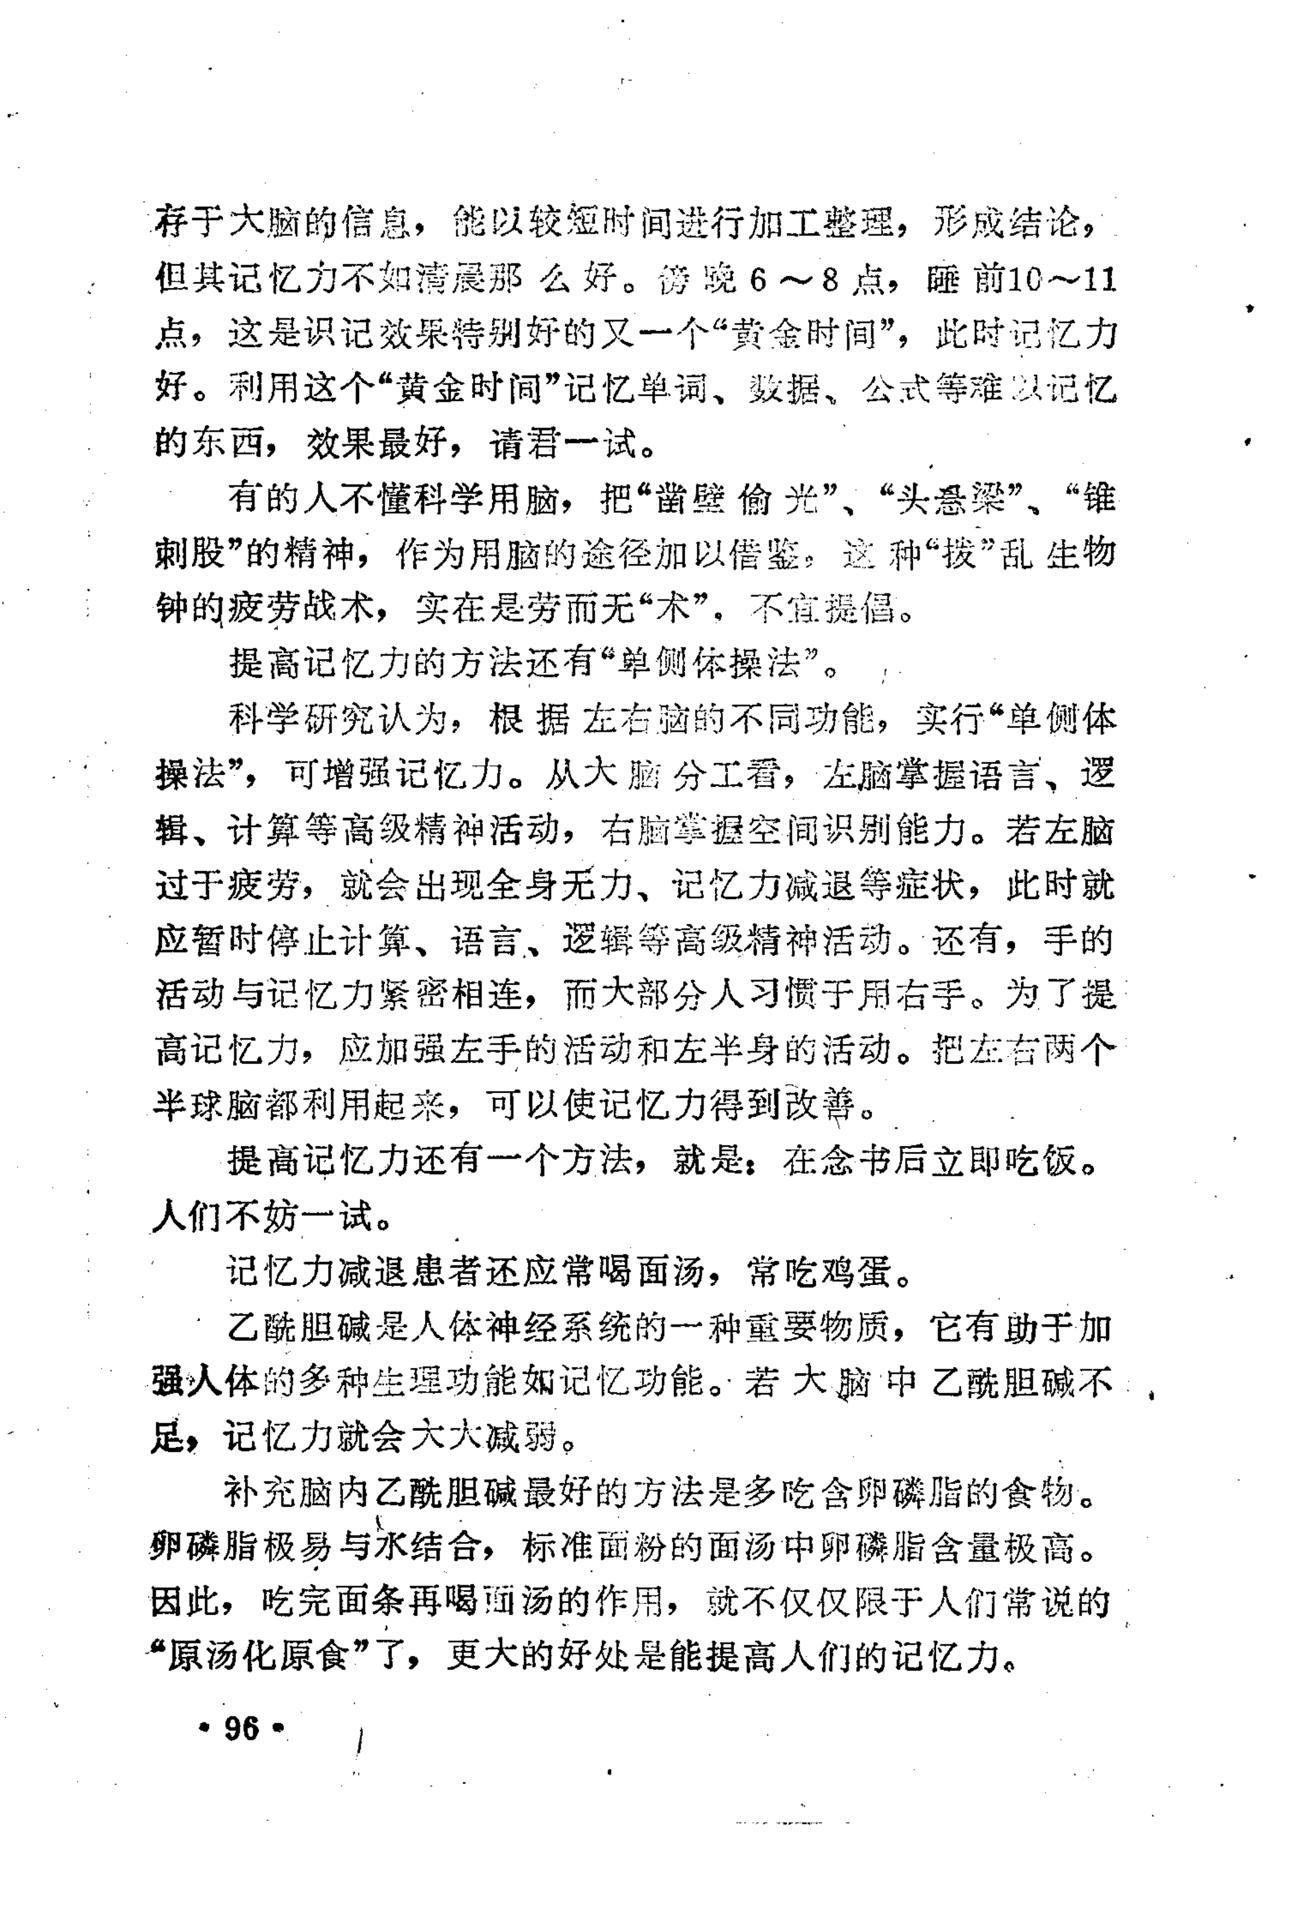 存于大脑的信息，能以较短时间进行加工整理，形成结论，
但其记忆力不如清晨那么好。傍晚6～8点，睡前10～11
点，这是识记效果特别好的又一个“黄金时间”，此时记忆力
好。利用这个“黄金时间”记忆单词、数据、公式等难以记忆
的东西，效果最好，请君一试。
有的人不懂科学用脑，把“凿壁偷光”、“头悬梁”、“锥
刺股”的精神，作为用脑的途径加以借鉴。这种“拨”乱生物
钟的疲劳战术，实在是劳而无“术”，不宜提倡。
提高记忆力的方法还有“单侧体操法”。
科学研究认为，根据左右脑的不同功能，实行“单侧体
操法”，可增强记忆力。从大脑分工看，左脑掌握语言、逻
辑、计算等高级精神活动，右脑掌握空间识别能力。若左脑
过于疲劳，就会出现全身无力、记忆力减退等症状，此时就
应暂时停止计算、语言、逻辑等高级精神活动。还有，手的
活动与记忆力紧密相连，而大部分人习惯于用右手。为了提
高记忆力，应加强左手的活动和左半身的活动。把左右两个
半球脑都利用起来，可以使记忆力得到改善。
提高记忆力还有一个方法，就是：在念书后立即吃饭。
人们不妨一试。
记忆力减退患者还应常喝面汤，常吃鸡蛋。
乙酰胆碱是人体神经系统的一种重要物质，它有助于加
强人体的多种生理功能如记忆功能。若大脑中乙酰胆碱不
足，记忆力就会大大减弱。
补充脑内乙酰胆碱最好的方法是多吃含卵磷脂的食物。
卵磷脂极易与水结合，标准面粉的面汤中卵磷脂含量极高。
因此，吃完面条再喝面汤的作用，就不仅仅限于人们常说的
“原汤化原食”了，更大的好处是能提高人们的记忆力。
·96·